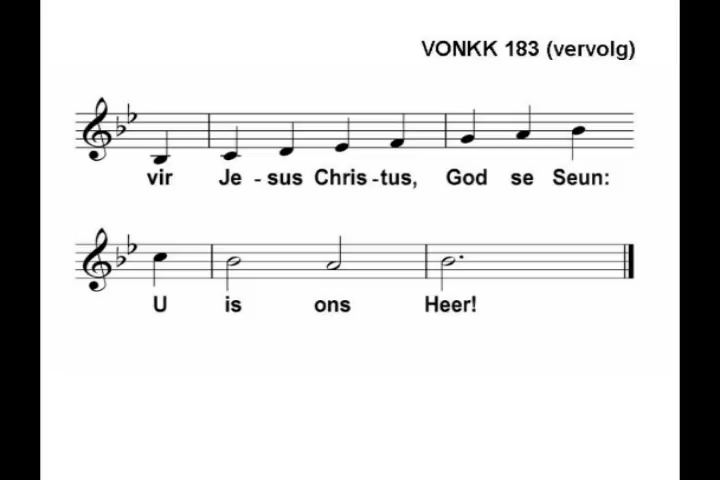 VONKK 183 (vervolg)
vir Je - sus Chris - tus, God se Seun:
U is ons Heer!